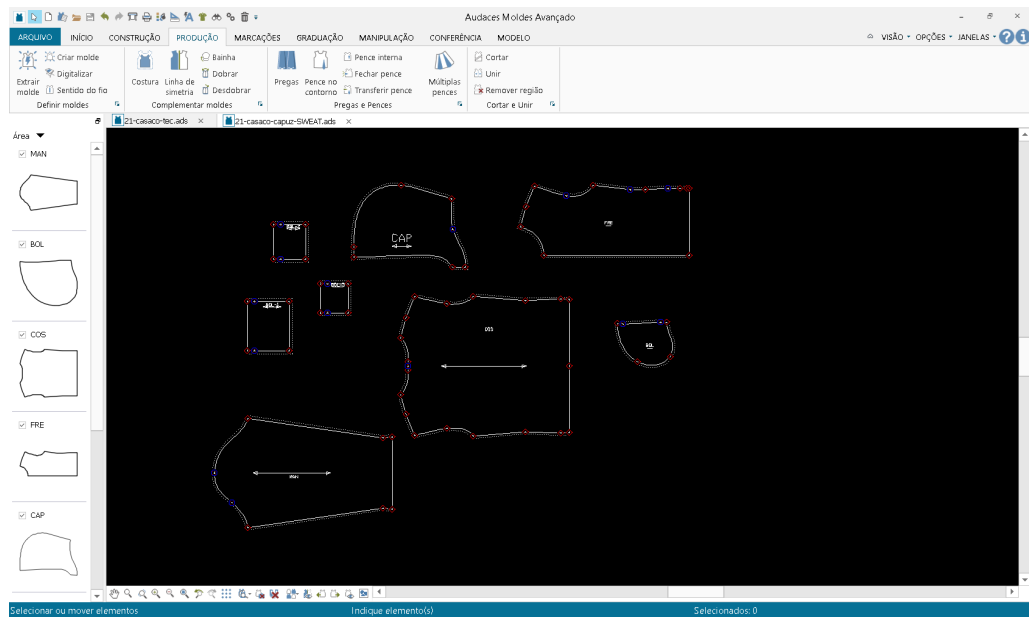 Audaces Moldes Avançado
ARQUIVO INÍCIO CONSTRUÇÃO PRODUÇÃO MARCAÇÕES GRADUAÇÃO MANIPULAÇÃO CONFERÊNCIA MODELO VISÃO OPÇÕES JANELAS
Extrair molde
Criar molde
Digitalizar
Sentido do fio
Definir moldes
Costura
Linha de simetria
Bainha
Dobrar
Desdobrar
Complementar moldes
Pregas
Pence no contorno
Pence interna
Fechar pence
Transferir pence
Múltiplas pences
Pregas e Pences
Cortar
Unir
Remover região
Cortar e Unir
21-casaco-tec.ads ×
21-casaco-capuz-SWEAT.ads ×
Área
MAN
BOL
COS
FRE
CAP
CAP
COS
BOL
Selecionar ou mover elementos
Indique elemento(s)
Selecionados: 0